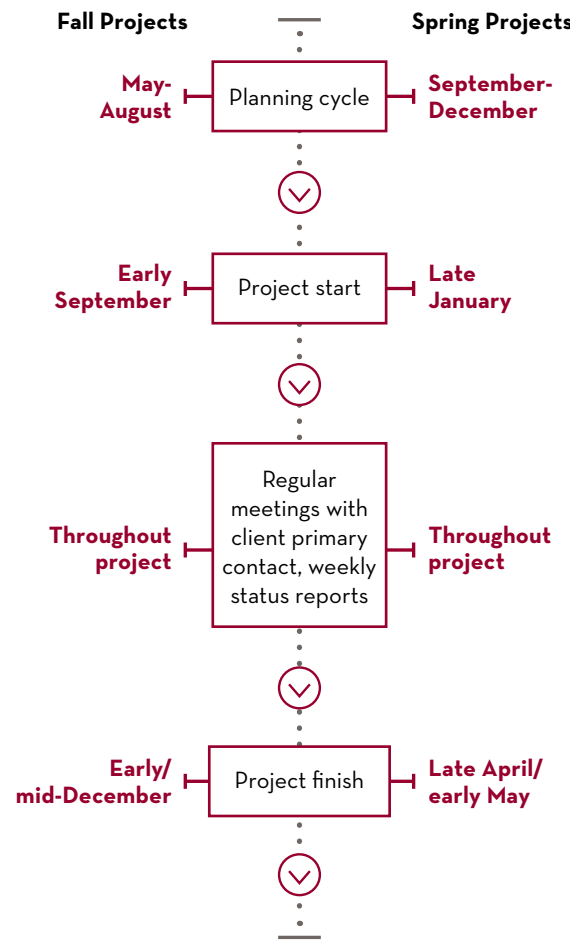 Fall Projects
Spring Projects
May-
August
Planning cycle
September-
December
Early
September
Project start
Late
January
Throughout
project
Regular
meetings with
client primary
contact, weekly
status reports
Throughout
project
Early/
mid-December
Project finish
Late April/
early May